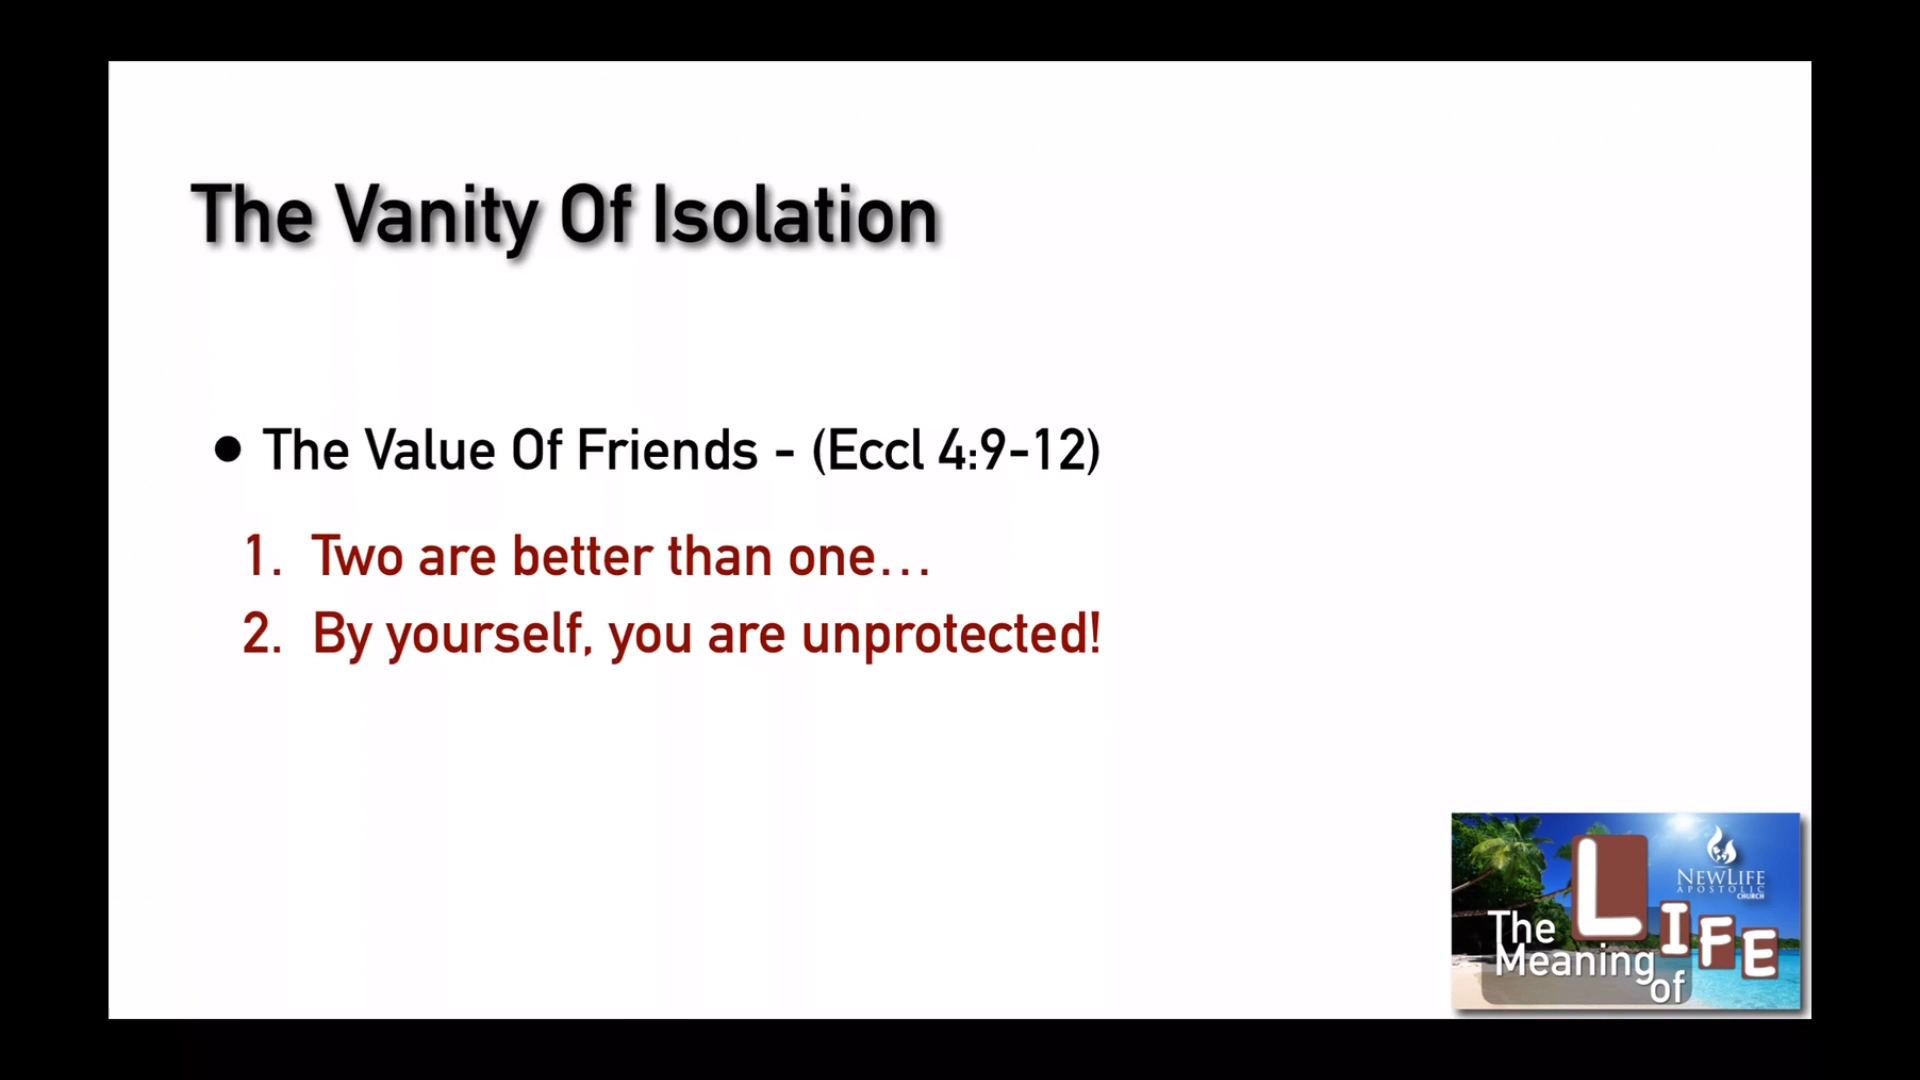 The Vanity Of Isolation
• The Value Of Friends - (Eccl 4:9-12)
1. Two are better than one…
2. By yourself, you are unprotected!
NEWLIFE
APOSTOLIC
CHURCH
The
Meaning
of
LIFE